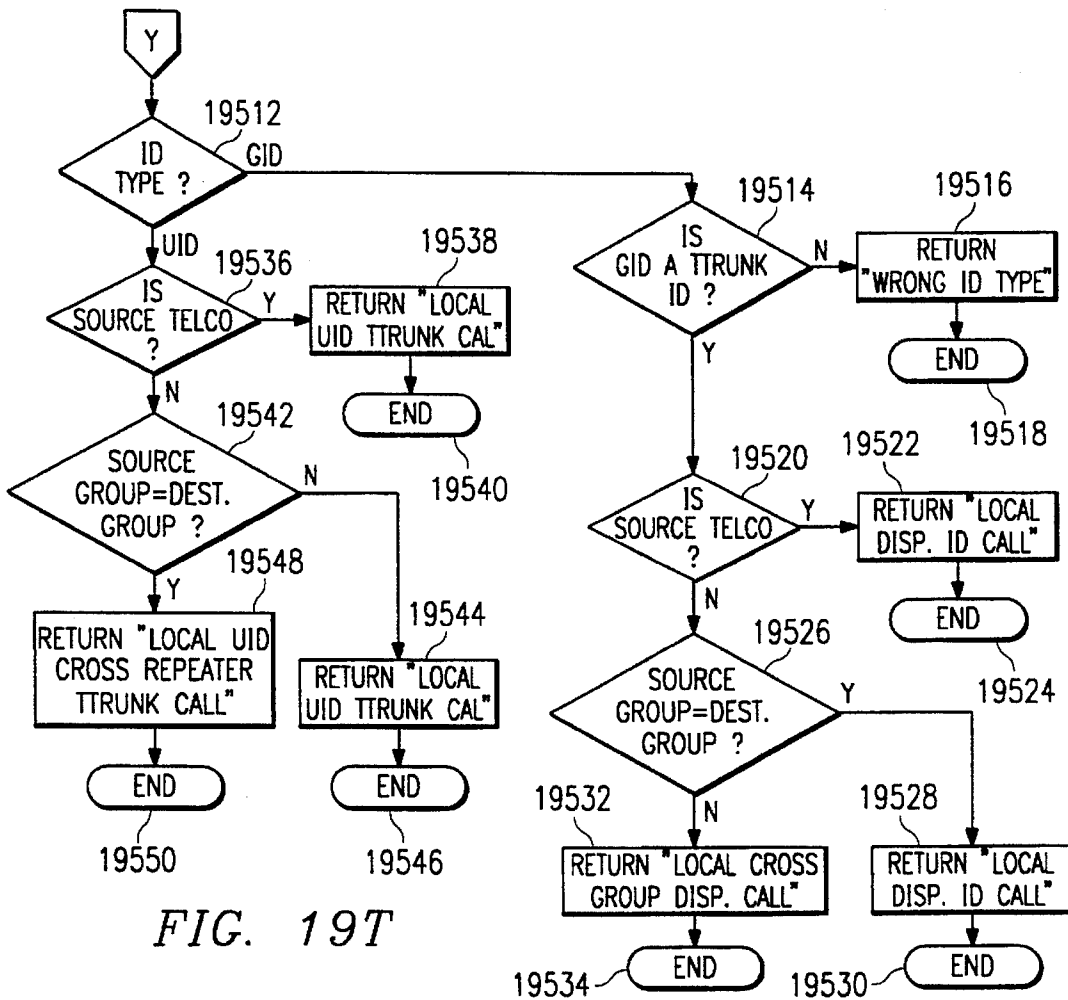 Y
19512
ID
TYPE ?
GID
UID
19514
IS
GID A TTRUNK
ID ?
N
Y
19516
RETURN
"WRONG ID TYPE"
END
19518
19536
IS
SOURCE TELCO
?
Y
N
19538
RETURN "LOCAL
UID TTRUNK CAL"
END
19540
19542
SOURCE
GROUP=DEST.
GROUP ?
N
Y
19520
IS
SOURCE TELCO
?
Y
N
19522
RETURN "LOCAL
DISP. ID CALL"
END
19524
19548
RETURN "LOCAL UID
CROSS REPEATER
TTRUNK CALL"
END
19550
19544
RETURN "LOCAL
UID TTRUNK CAL"
END
19546
19526
SOURCE
GROUP=DEST.
GROUP ?
Y
N
19532
RETURN "LOCAL CROSS
GROUP DISP. CALL"
END
19534
19528
RETURN "LOCAL
DISP. ID CALL"
END
19530
FIG. 19T